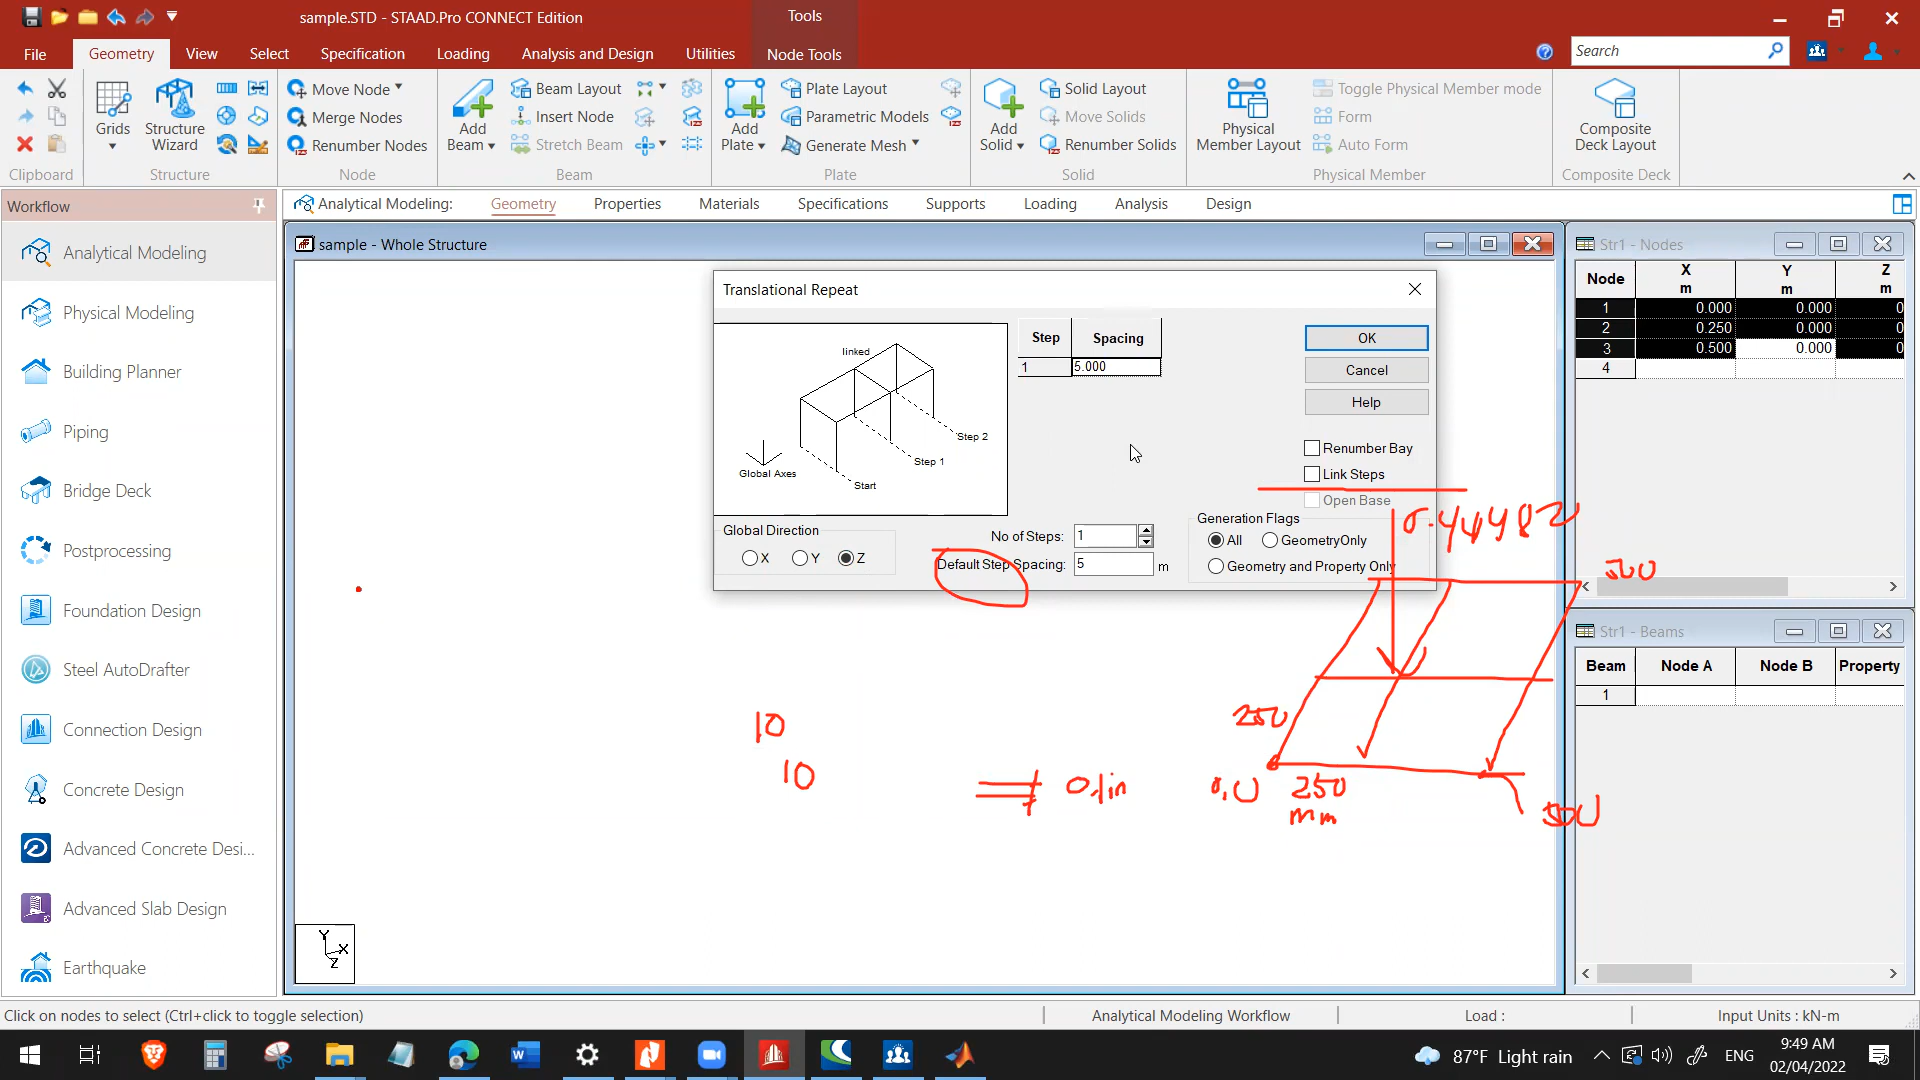 sample.STD - STAAD.Pro CONNECT Edition
Tools
File
Geometry
View
Select
Specification
Loading
Analysis and Design
Utilities
Node Tools
Search
Grids
Structure Wizard
Move Node
Merge Nodes
Renumber Nodes
Add Beam
Beam Layout
Insert Node
Stretch Beam
Add Plate
Plate Layout
Parametric Models
Generate Mesh
Add Solid
Solid Layout
Move Solids
Renumber Solids
Physical Member Layout
Toggle Physical Member mode
Form
Auto Form
Composite Deck Layout
Clipboard
Structure
Node
Beam
Plate
Solid
Physical Member
Composite Deck
Workflow
Analytical Modeling:
Geometry
Properties
Materials
Specifications
Supports
Loading
Analysis
Design
Analytical Modeling
Physical Modeling
Building Planner
Piping
Bridge Deck
Postprocessing
Foundation Design
Steel AutoDrafter
Connection Design
Concrete Design
Advanced Concrete Desi...
Advanced Slab Design
Earthquake
sample - Whole Structure
Translational Repeat
linked
Step 2
Step 1
Start
Global Axes
Step Spacing
1 5.000
OK
Cancel
Help
Renumber Bay
Link Steps
Open Base
Global Direction
X Y Z
No of Steps: 1
Default Step Spacing: 5 m
Generation Flags
All GeometryOnly
Geometry and Property Only
0.44482
500
250
10
10
0.1in
0.0 250
mm
500
Y
X
Z
Str1 - Nodes
Node X m Y m Z m
1 0.000 0.000 0
2 0.250 0.000 0
3 0.500 0.000 0
4
Str1 - Beams
Beam Node A Node B Property
1
Click on nodes to select (Ctrl+click to toggle selection)
Analytical Modeling Workflow
Load :
Input Units : kN-m
87°F Light rain
ENG
9:49 AM
02/04/2022